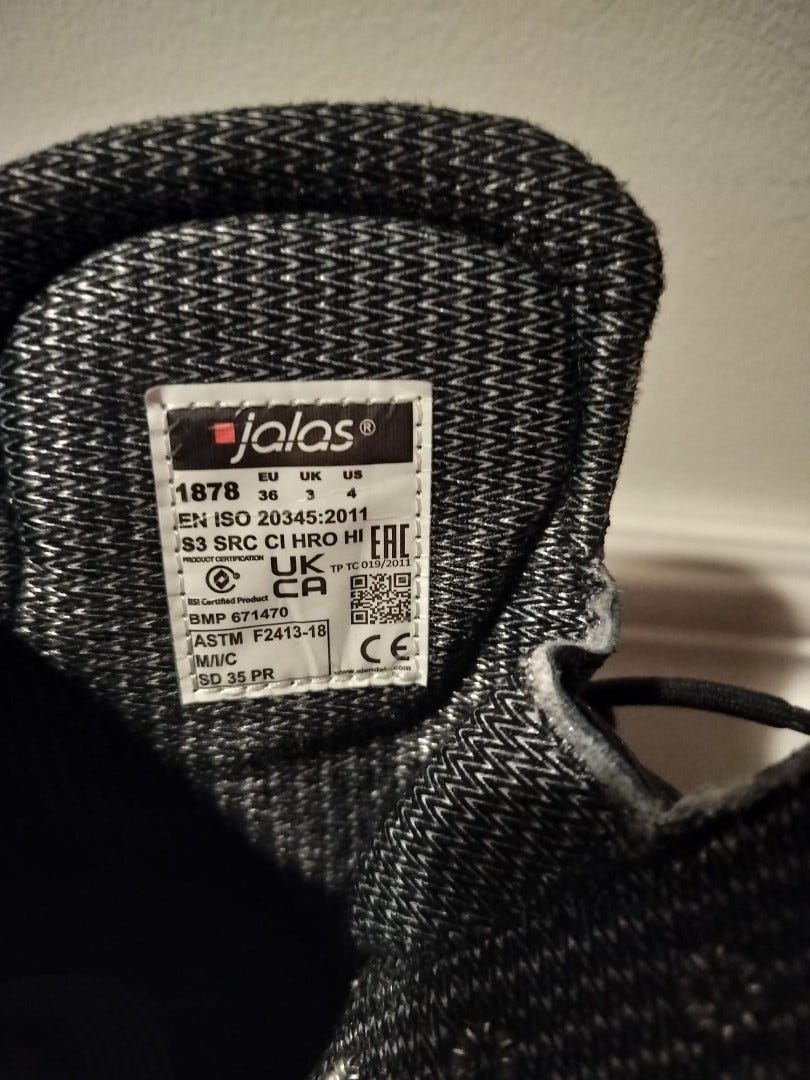 jalas®
EU UK US
1878 36 3 4
EN ISO 20345:2011
S3 SRC CI HRO HI EAC
PRODUCT CERTIFICATION UK TP TC 019/2011
CA
BSI Certified Product
BMP 671470
ASTM F2413-18
M/I/C CE
SD 35 PR